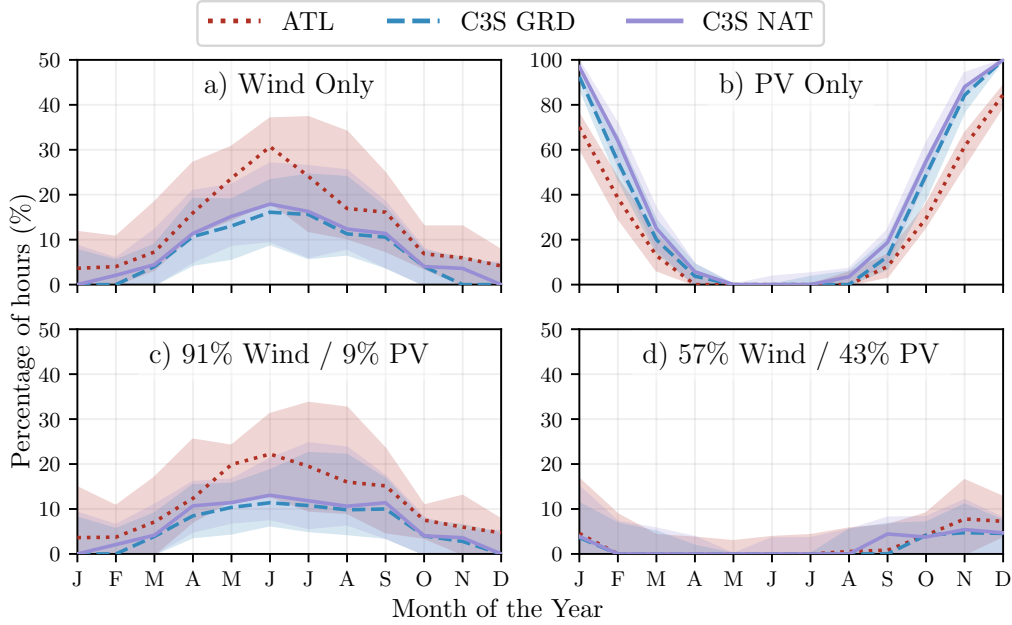 ATL C3S GRD C3S NAT
Percentage of hours (%)
a) Wind Only
50
40
30
20
10
0
b) PV Only
100
80
60
40
20
0
c) 91% Wind / 9% PV
50
40
30
20
10
0
J F M A M J J A S O N D
d) 57% Wind / 43% PV
50
40
30
20
10
0
J F M A M J J A S O N D
Month of the Year